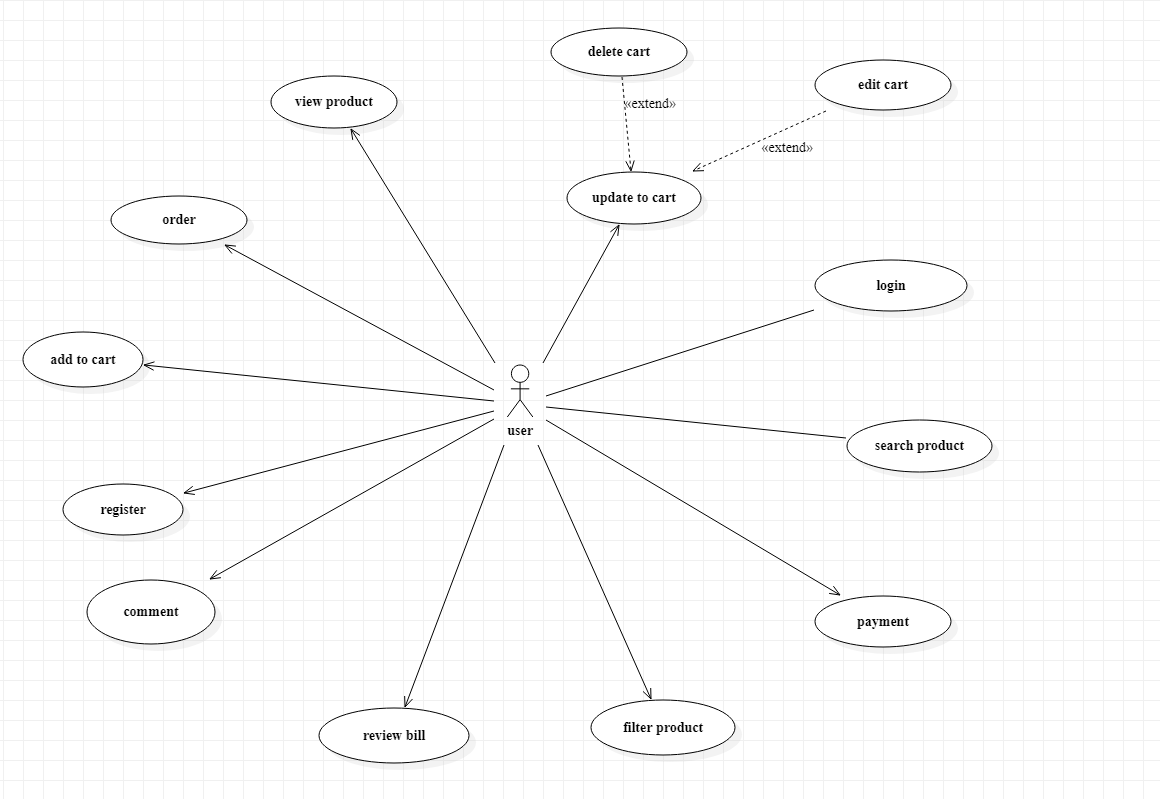 delete cart
edit cart
view product
«extend»
«extend»
update to cart
order
login
add to cart
user
search product
register
comment
payment
filter product
review bill